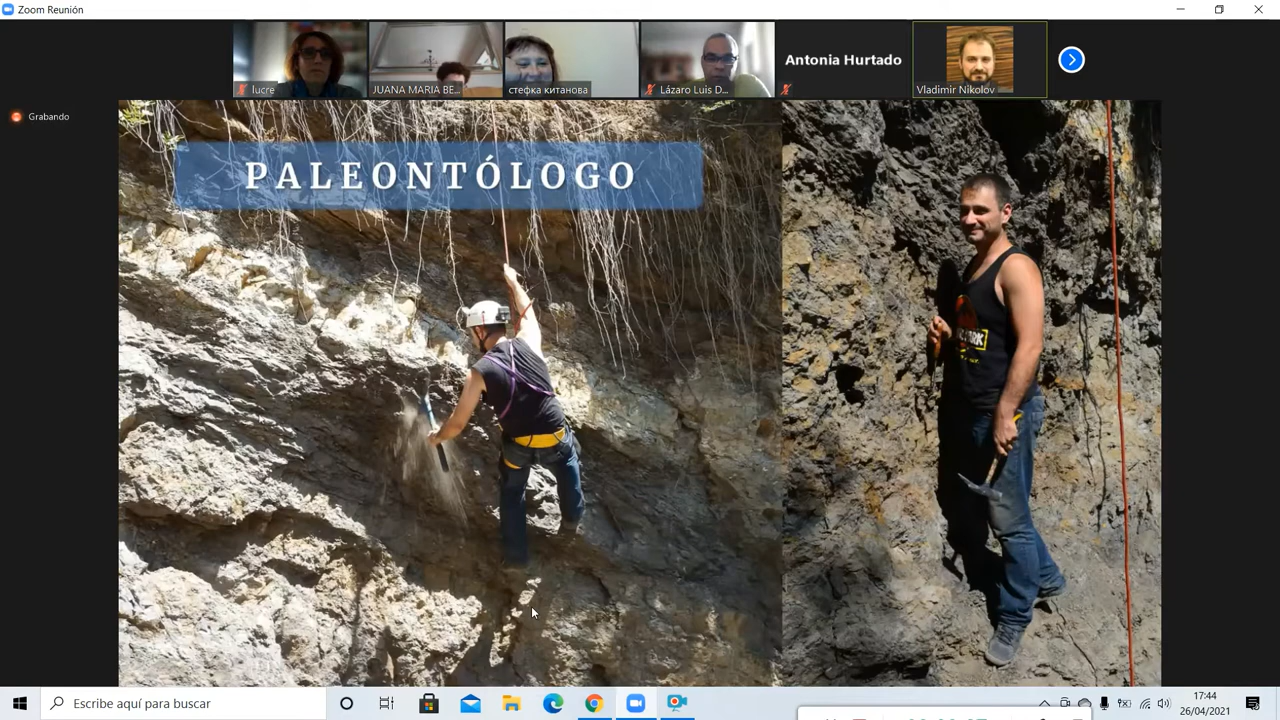 Zoom Reunión
lucre
JUANA MARIA BE...
стефка китанова
Lázaro Luis D...
Antonia Hurtado
Vladimir Nikolov
Grabando
PALEONTÓLOGO
Escribe aquí para buscar
17:44
26/04/2021